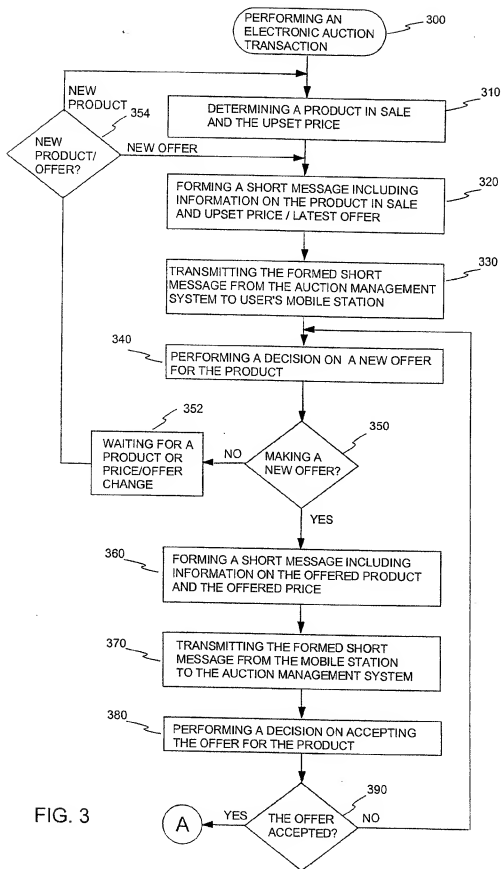 PERFORMING AN
ELECTRONIC AUCTION
TRANSACTION
300
NEW
PRODUCT
354
310
DETERMINING A PRODUCT IN SALE
AND THE UPSET PRICE
NEW
PRODUCT/
OFFER?
NEW OFFER
320
FORMING A SHORT MESSAGE INCLUDING
INFORMATION ON THE PRODUCT IN SALE
AND UPSET PRICE / LATEST OFFER
330
TRANSMITTING THE FORMED SHORT
MESSAGE FROM THE AUCTION MANAGEMENT
SYSTEM TO USER'S MOBILE STATION
340
PERFORMING A DECISION ON A NEW OFFER
FOR THE PRODUCT
352
350
WAITING FOR A
PRODUCT OR
PRICE/OFFER
CHANGE
NO
MAKING A
NEW OFFER?
YES
360
FORMING A SHORT MESSAGE INCLUDING
INFORMATION ON THE OFFERED PRODUCT
AND THE OFFERED PRICE
370
TRANSMITTING THE FORMED SHORT
MESSAGE FROM THE MOBILE STATION
TO THE AUCTION MANAGEMENT SYSTEM
380
PERFORMING A DECISION ON ACCEPTING
THE OFFER FOR THE PRODUCT
390
FIG. 3
A
YES
THE OFFER
ACCEPTED?
NO